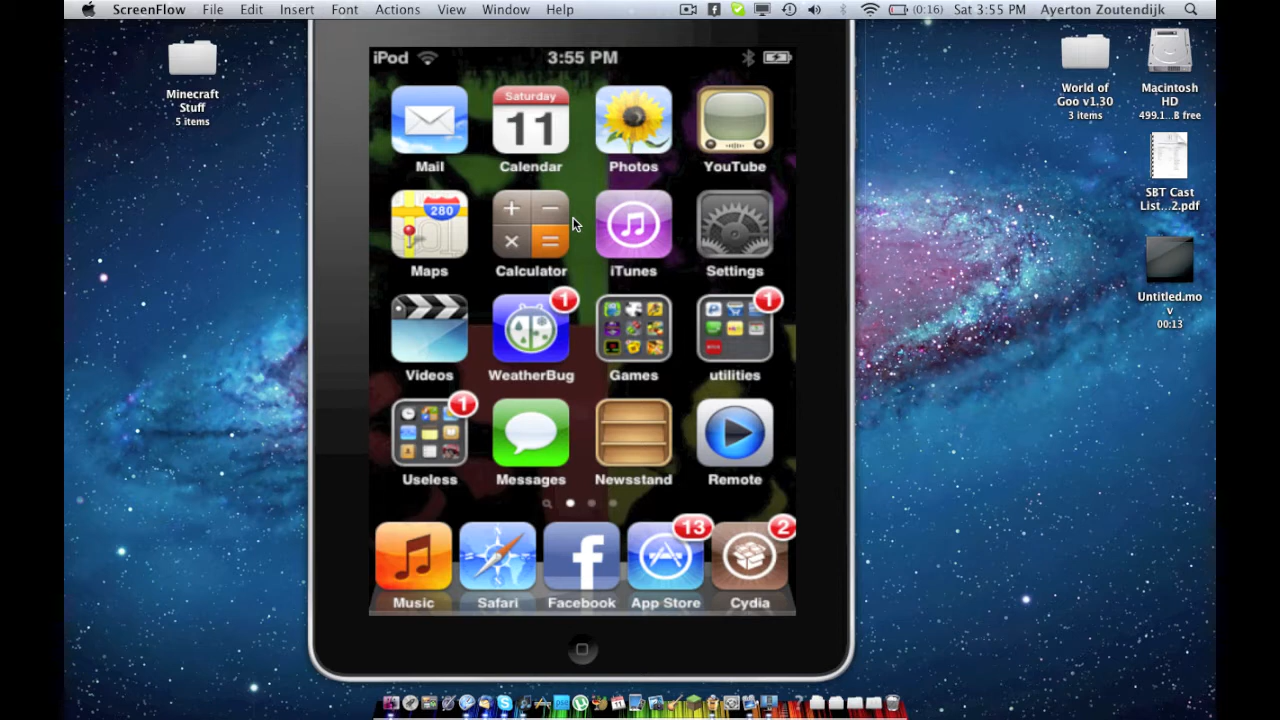 ScreenFlow File Edit Insert Font Actions View Window Help (0:16) Sat 3:55 PM Ayerton Zoutendijk
Minecraft
Stuff
5 items
World of
Goo v1.30
3 items
Macintosh
HD
499.1...B free
SBT Cast
List...2.pdf
Untitled.mo
v
00:13
iPod 3:55 PM
Saturday
11
Mail Calendar Photos YouTube
280
Maps Calculator iTunes Settings
1 1
Videos WeatherBug Games utilities
1
Useless Messages Newsstand Remote
13 2
Music Safari Facebook App Store Cydia